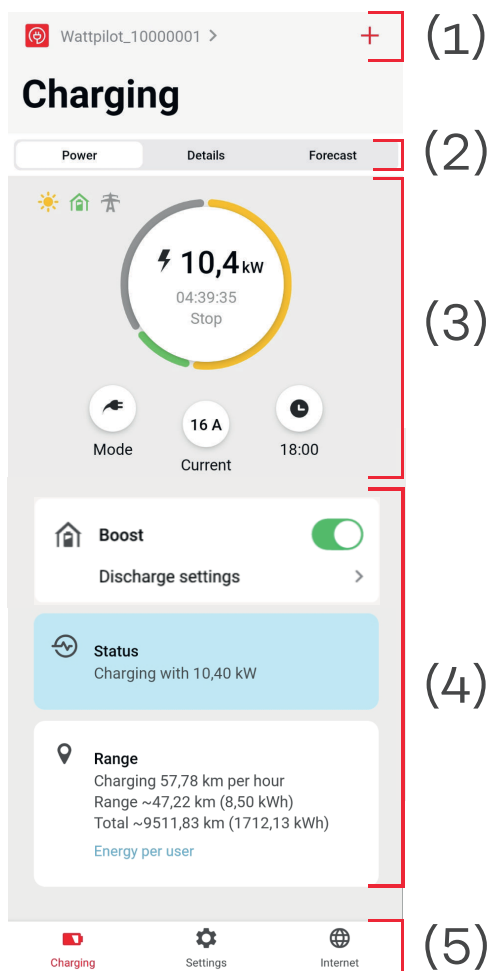 Wattpilot_10000001 > +
(1)
Charging
Power Details Forecast
(2)
10,4 kW
04:39:35
Stop
(3)
Mode
16 A
Current
18:00
Boost
Discharge settings >
Status
Charging with 10,40 kW
(4)
Range
Charging 57,78 km per hour
Range ~47,22 km (8,50 kWh)
Total ~9511,83 km (1712,13 kWh)
Energy per user
Charging Settings Internet
(5)